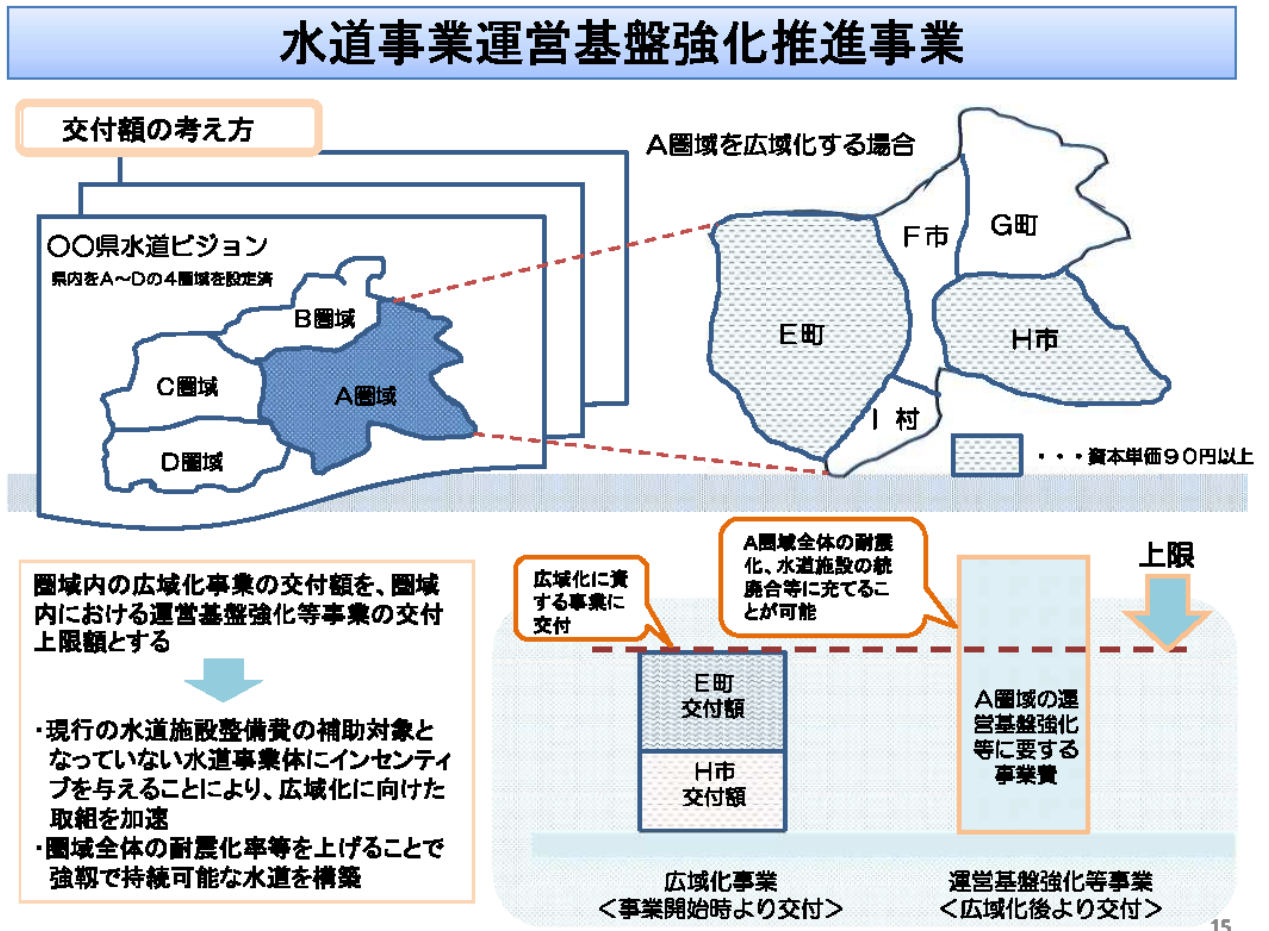 水道事業運営基盤強化推進事業
交付額の考え方
〇〇県水道ビジョン
県内をA～Dの4圏域を設定済
B圏域
C圏域
A圏域
D圏域
A圏域を広域化する場合
F市
G町
E町
H市
I 村
・・・資本単価90円以上
圏域内の広域化事業の交付額を、圏域
内における運営基盤強化等事業の交付
上限額とする
・現行の水道施設整備費の補助対象と
なっていない水道事業体にインセンティ
ブを与えることにより、広域化に向けた
取組を加速
・圏域全体の耐震化率等を上げることで
強靱で持続可能な水道を構築
広域化に資
する事業に
交付
A圏域全体の耐震
化、水道施設の統
廃合等に充てるこ
とが可能
上限
E町
交付額
H市
交付額
A圏域の運
営基盤強化
等に要する
事業費
広域化事業
＜事業開始時より交付＞
運営基盤強化等事業
＜広域化後より交付＞
15